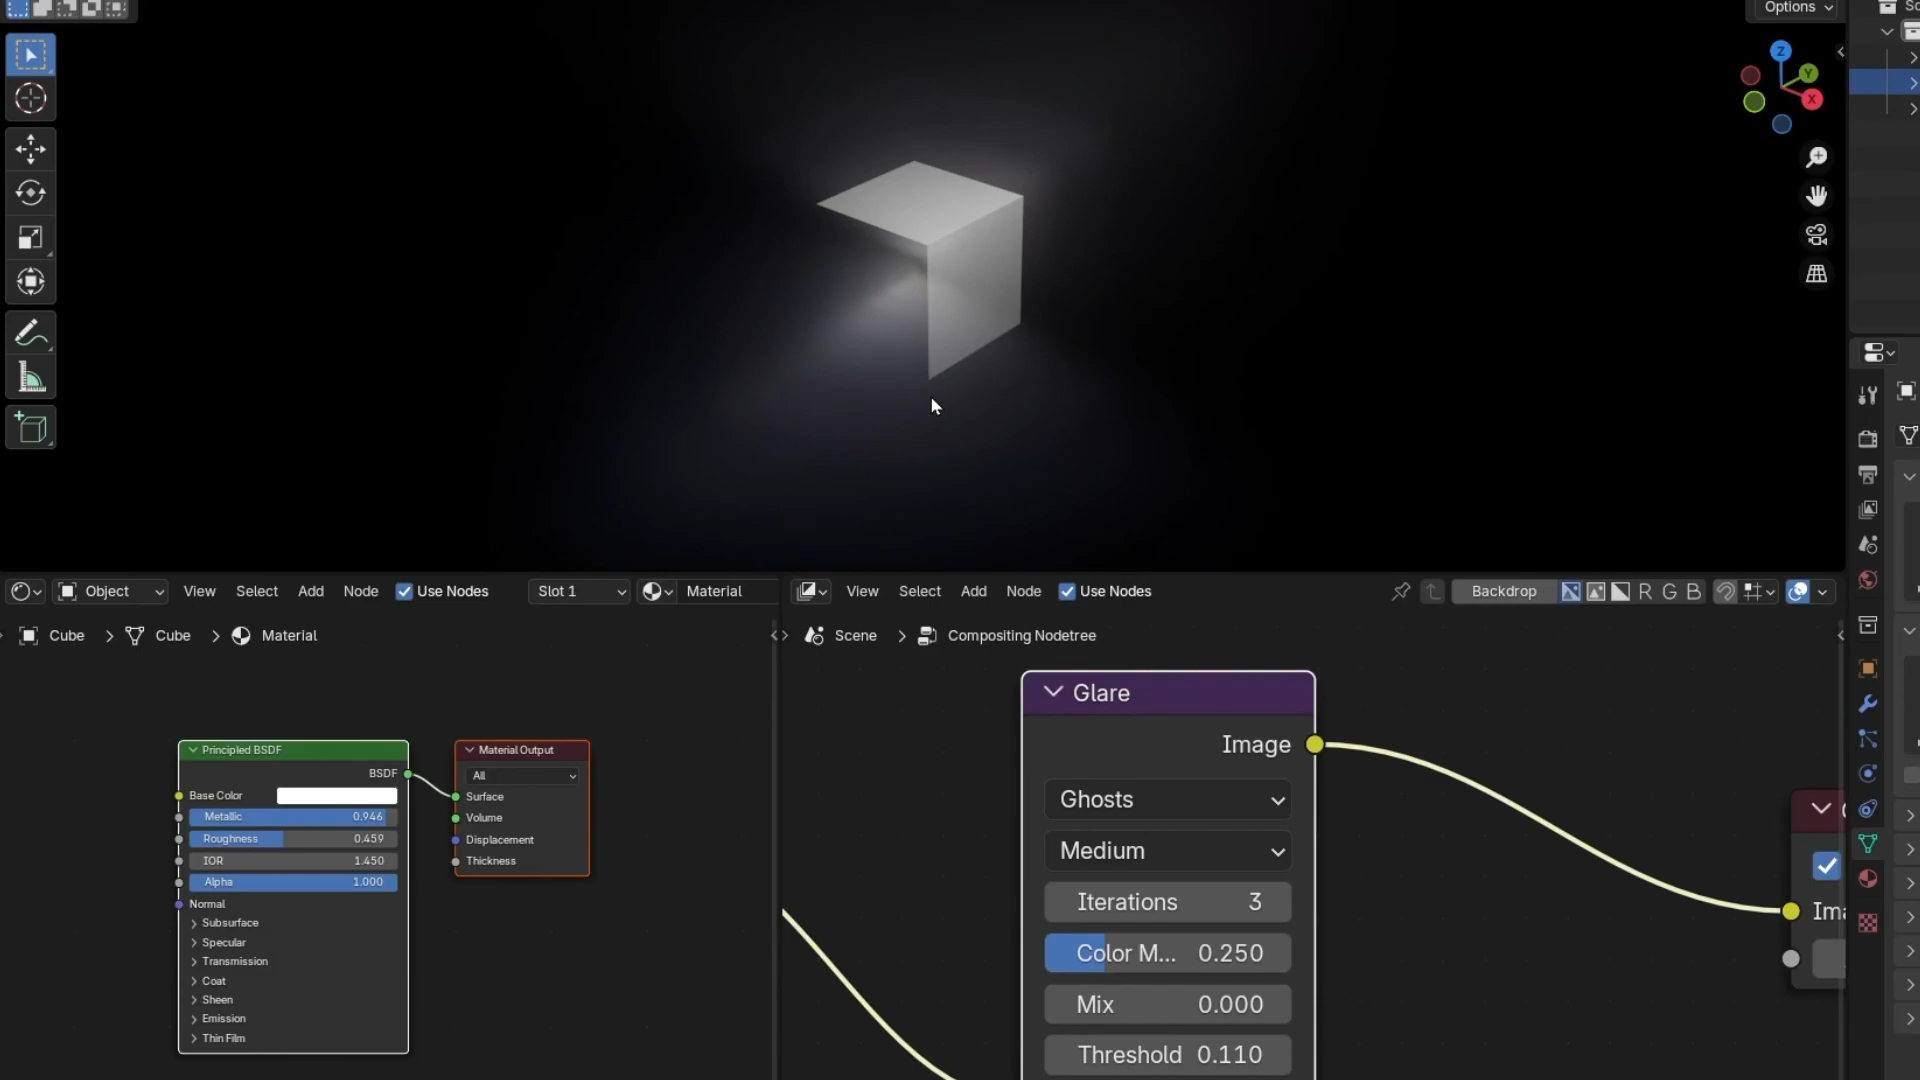 Options
Z
Y
X
Object
View
Select
Add
Node
Use Nodes
Slot 1
Material
View
Select
Add
Node
Use Nodes
Backdrop
R G B
Cube > Cube > Material
Scene > Compositing Nodetree
Principled BSDF
BSDF
Base Color
Metallic 0.946
Roughness 0.459
IOR 1.450
Alpha 1.000
Normal
Subsurface
Specular
Transmission
Coat
Sheen
Emission
Thin Film
Material Output
All
Surface
Volume
Displacement
Thickness
Glare
Image
Ghosts
Medium
Iterations 3
Color M... 0.250
Mix 0.000
Threshold 0.110